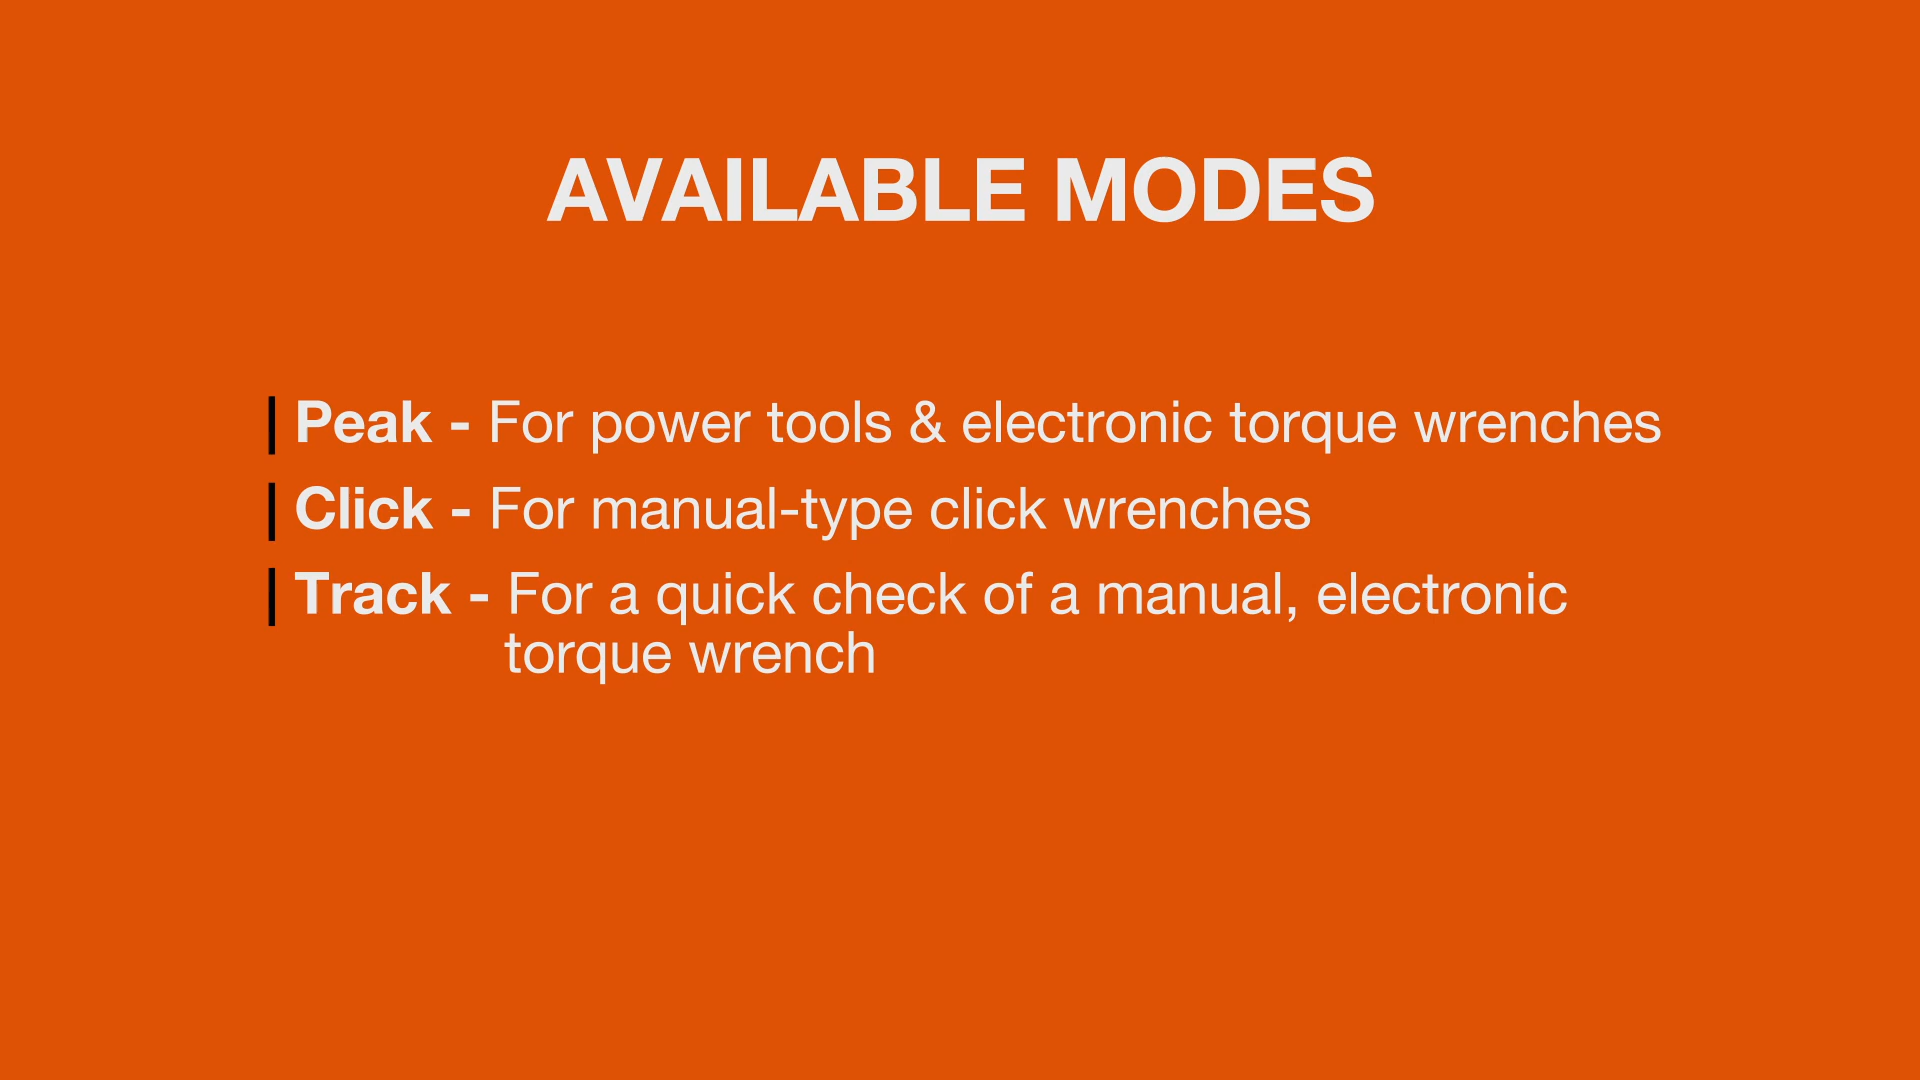 AVAILABLE MODES
Peak - For power tools & electronic torque wrenches
Click - For manual-type click wrenches
Track - For a quick check of a manual, electronic
torque wrench